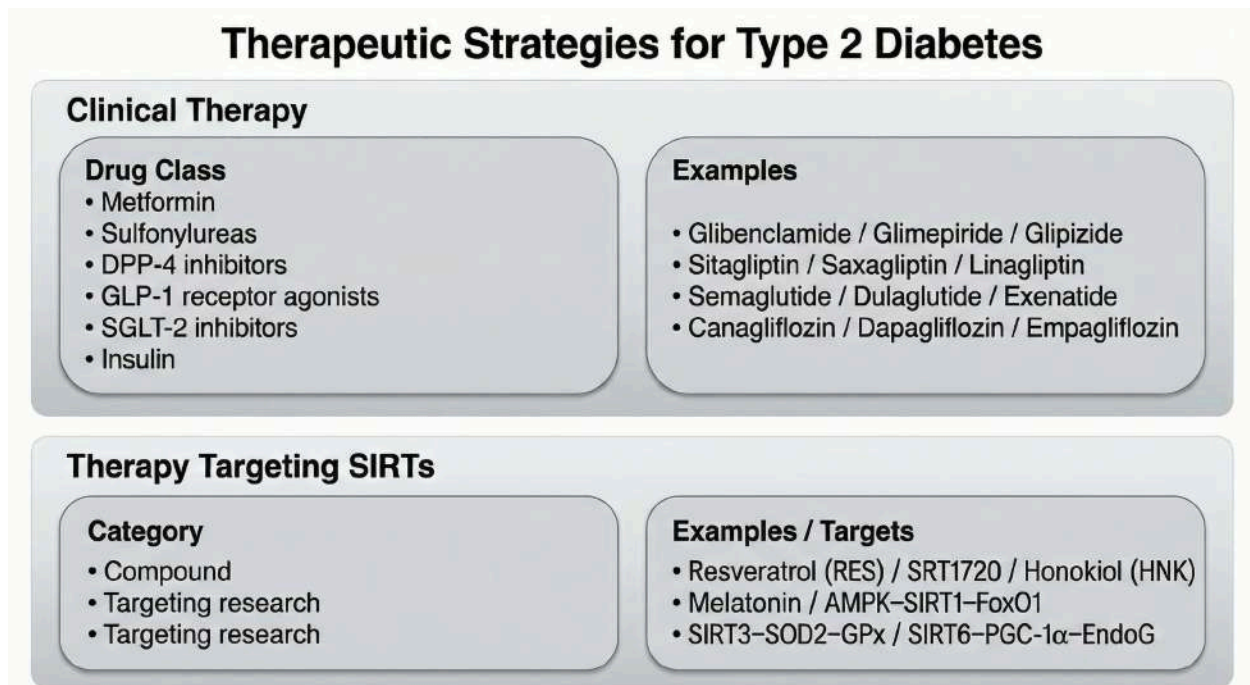 Therapeutic Strategies for Type 2 Diabetes
Clinical Therapy
Drug Class
• Metformin
• Sulfonylureas
• DPP-4 inhibitors
• GLP-1 receptor agonists
• SGLT-2 inhibitors
• Insulin
Examples
• Glibenclamide / Glimepiride / Glipizide
• Sitagliptin / Saxagliptin / Linagliptin
• Semaglutide / Dulaglutide / Exenatide
• Canagliflozin / Dapagliflozin / Empagliflozin
Therapy Targeting SIRTs
Category
• Compound
• Targeting research
• Targeting research
Examples / Targets
• Resveratrol (RES) / SRT1720 / Honokiol (HNK)
• Melatonin / AMPK–SIRT1–FoxO1
• SIRT3–SOD2–GPx / SIRT6–PGC-1α–EndoG